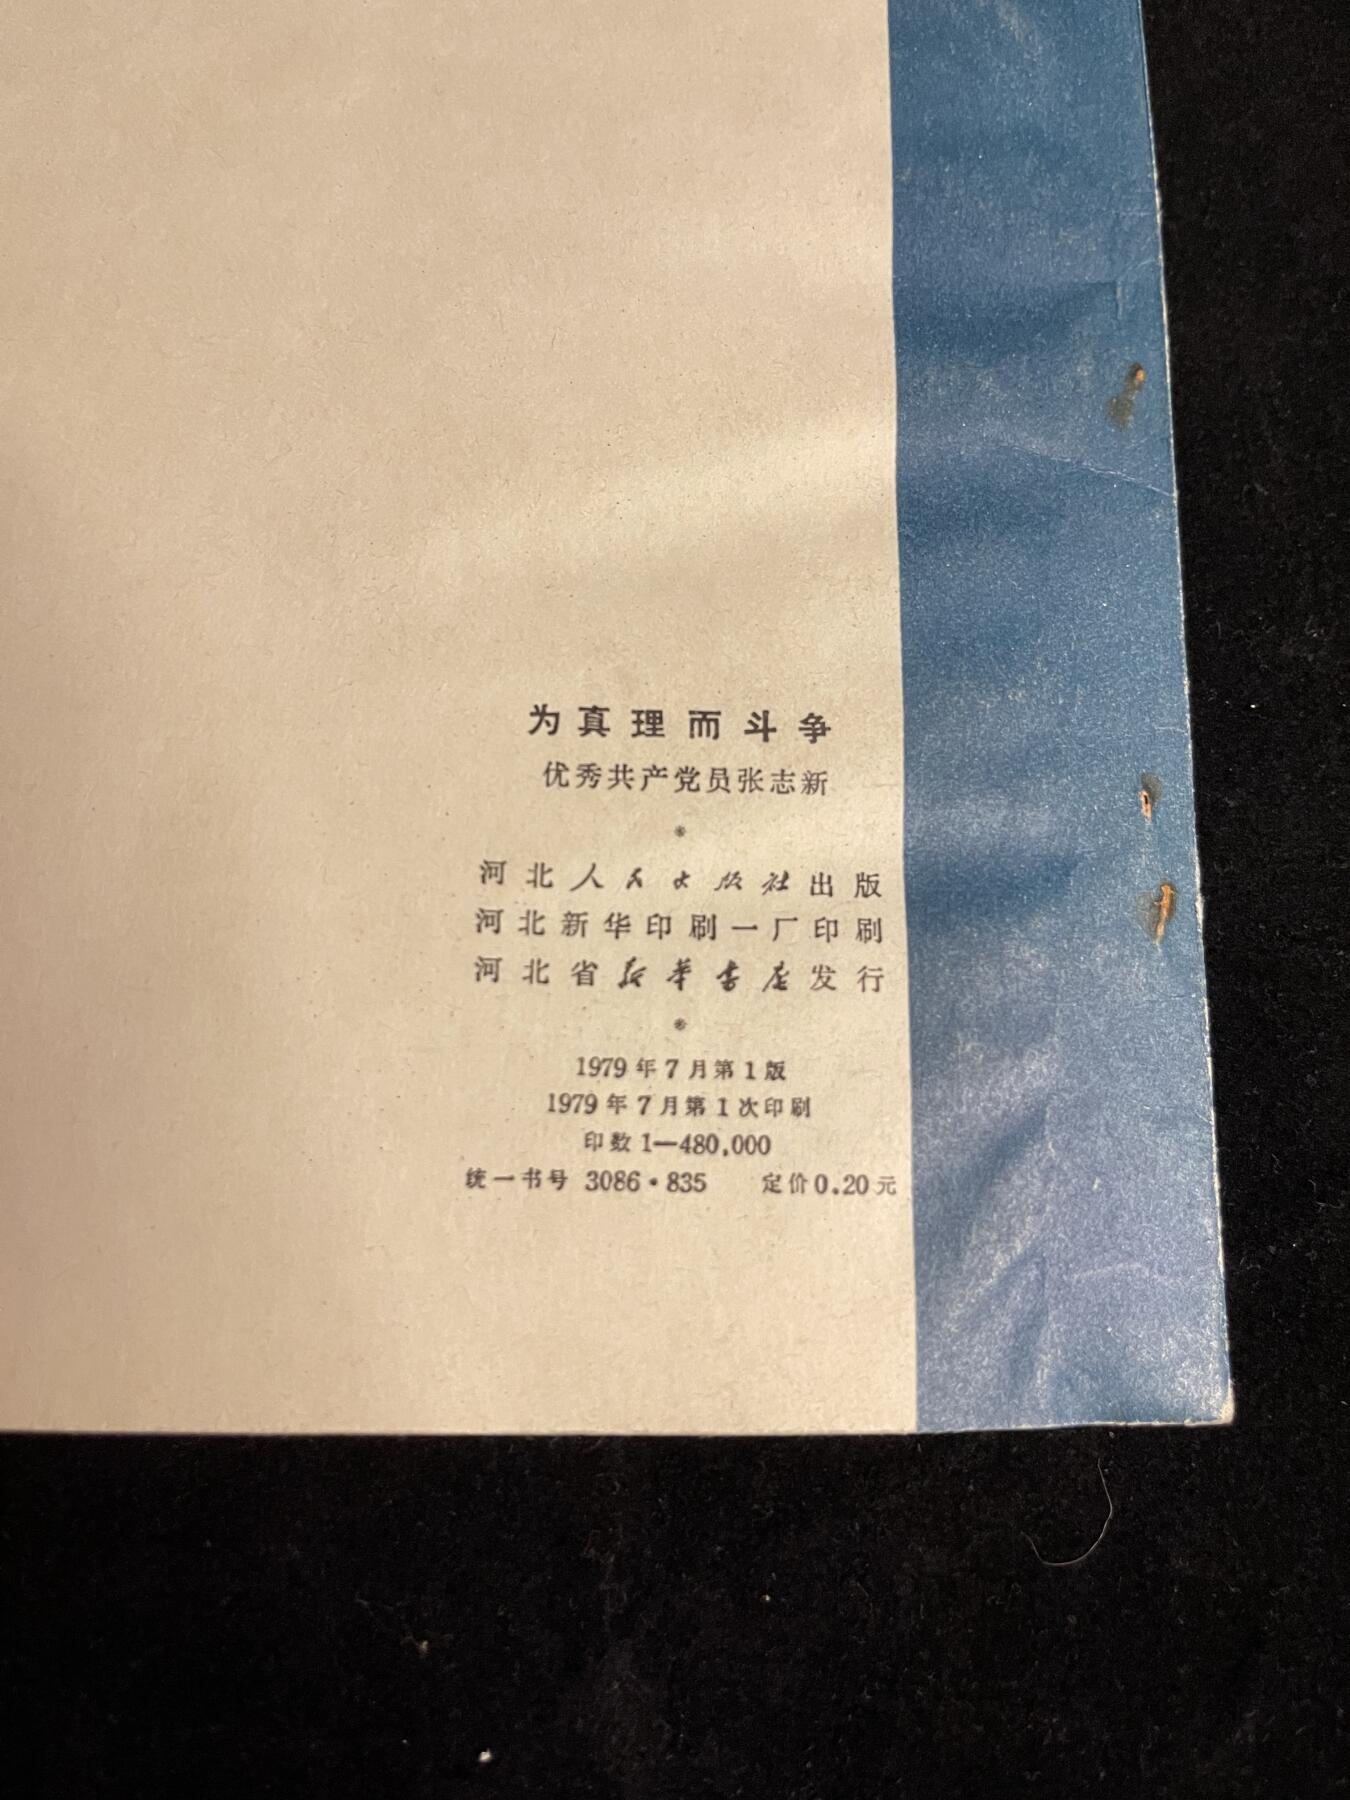 为真理而斗争
优秀共产党员张志新
*
河北人民出版社出版
河北新华印刷一厂印刷
河北省新华书店发行
*
1979年7月第1版
1979年7月第1次印刷
印数1—480,000
统一书号 3086·835 定价0.20元